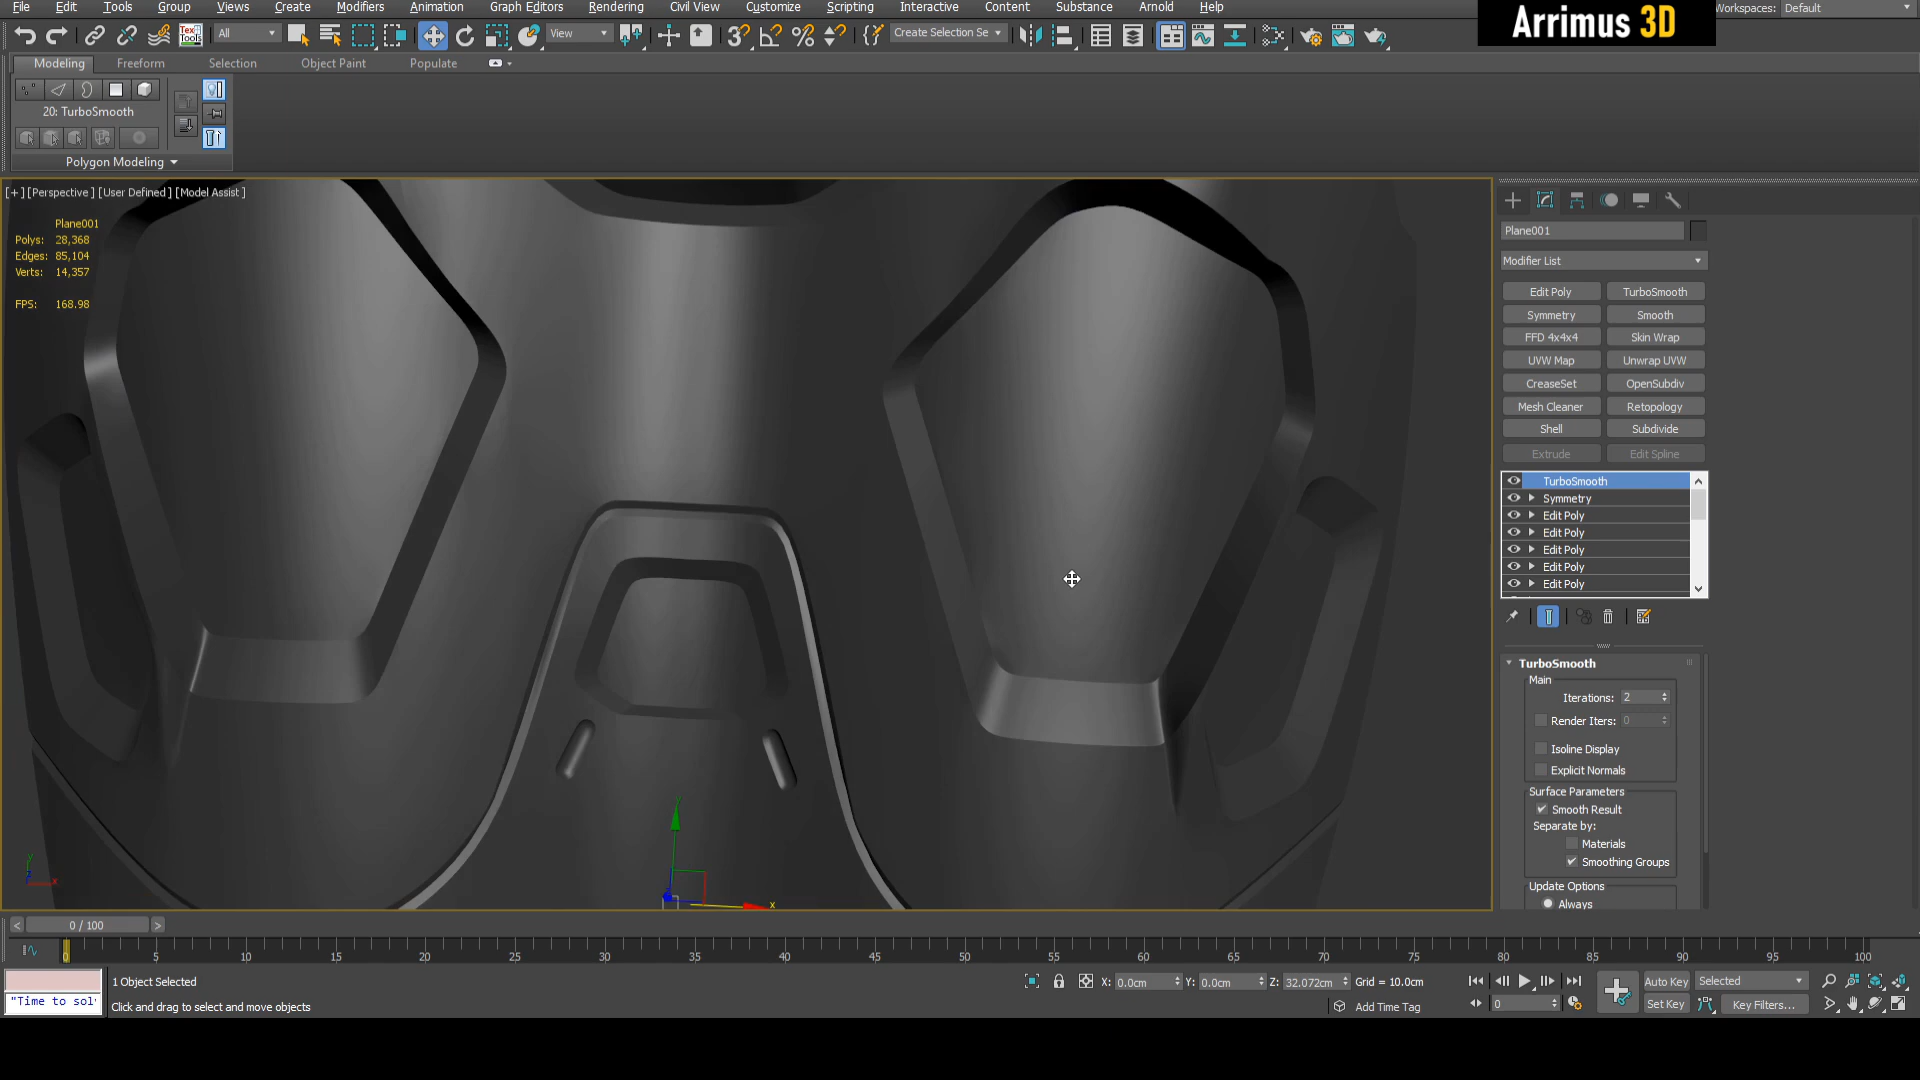 File Edit Tools Group Views Create Modifiers Animation Graph Editors Rendering Civil View Customize Scripting Interactive Content Substance Arnold Help
Workspaces: Default
Arrimus 3D
Tex Tools
All
View
Create Selection Se
Modeling Freeform Selection Object Paint Populate
20: TurboSmooth
Polygon Modeling
[+] [Perspective ] [User Defined ] [Model Assist ]
Plane001
Polys: 28,368
Edges: 85,104
Verts: 14,357
FPS: 168.98
Plane001
Modifier List
Edit Poly TurboSmooth
Symmetry Smooth
FFD 4x4x4 Skin Wrap
UVW Map Unwrap UVW
CreaseSet OpenSubdiv
Mesh Cleaner Retopology
Shell Subdivide
Extrude Edit Spline
TurboSmooth
Symmetry
Edit Poly
Edit Poly
Edit Poly
Edit Poly
Edit Poly
TurboSmooth
Main
Iterations: 2
Render Iters: 0
Isoline Display
Explicit Normals
Surface Parameters
Smooth Result
Separate by:
Materials
Smoothing Groups
Update Options
Always
y
x
x
0 / 100
0 5 10 15 20 25 30 35 40 45 50 55 60 65 70 75 80 85 90 95 100
1 Object Selected
X: 0.0cm Y: 0.0cm Z: 32.072cm Grid = 10.0cm
Auto Key Selected
"Time to sol
Click and drag to select and move objects
Add Time Tag
0
Set Key Key Filters...